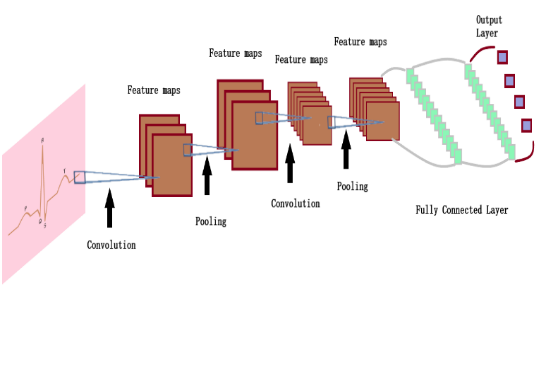 Output
Layer
Feature maps
Feature maps
Feature maps
Feature maps
R
P
T
Q
S
Convolution
Pooling
Convolution
Pooling
Fully Connected Layer